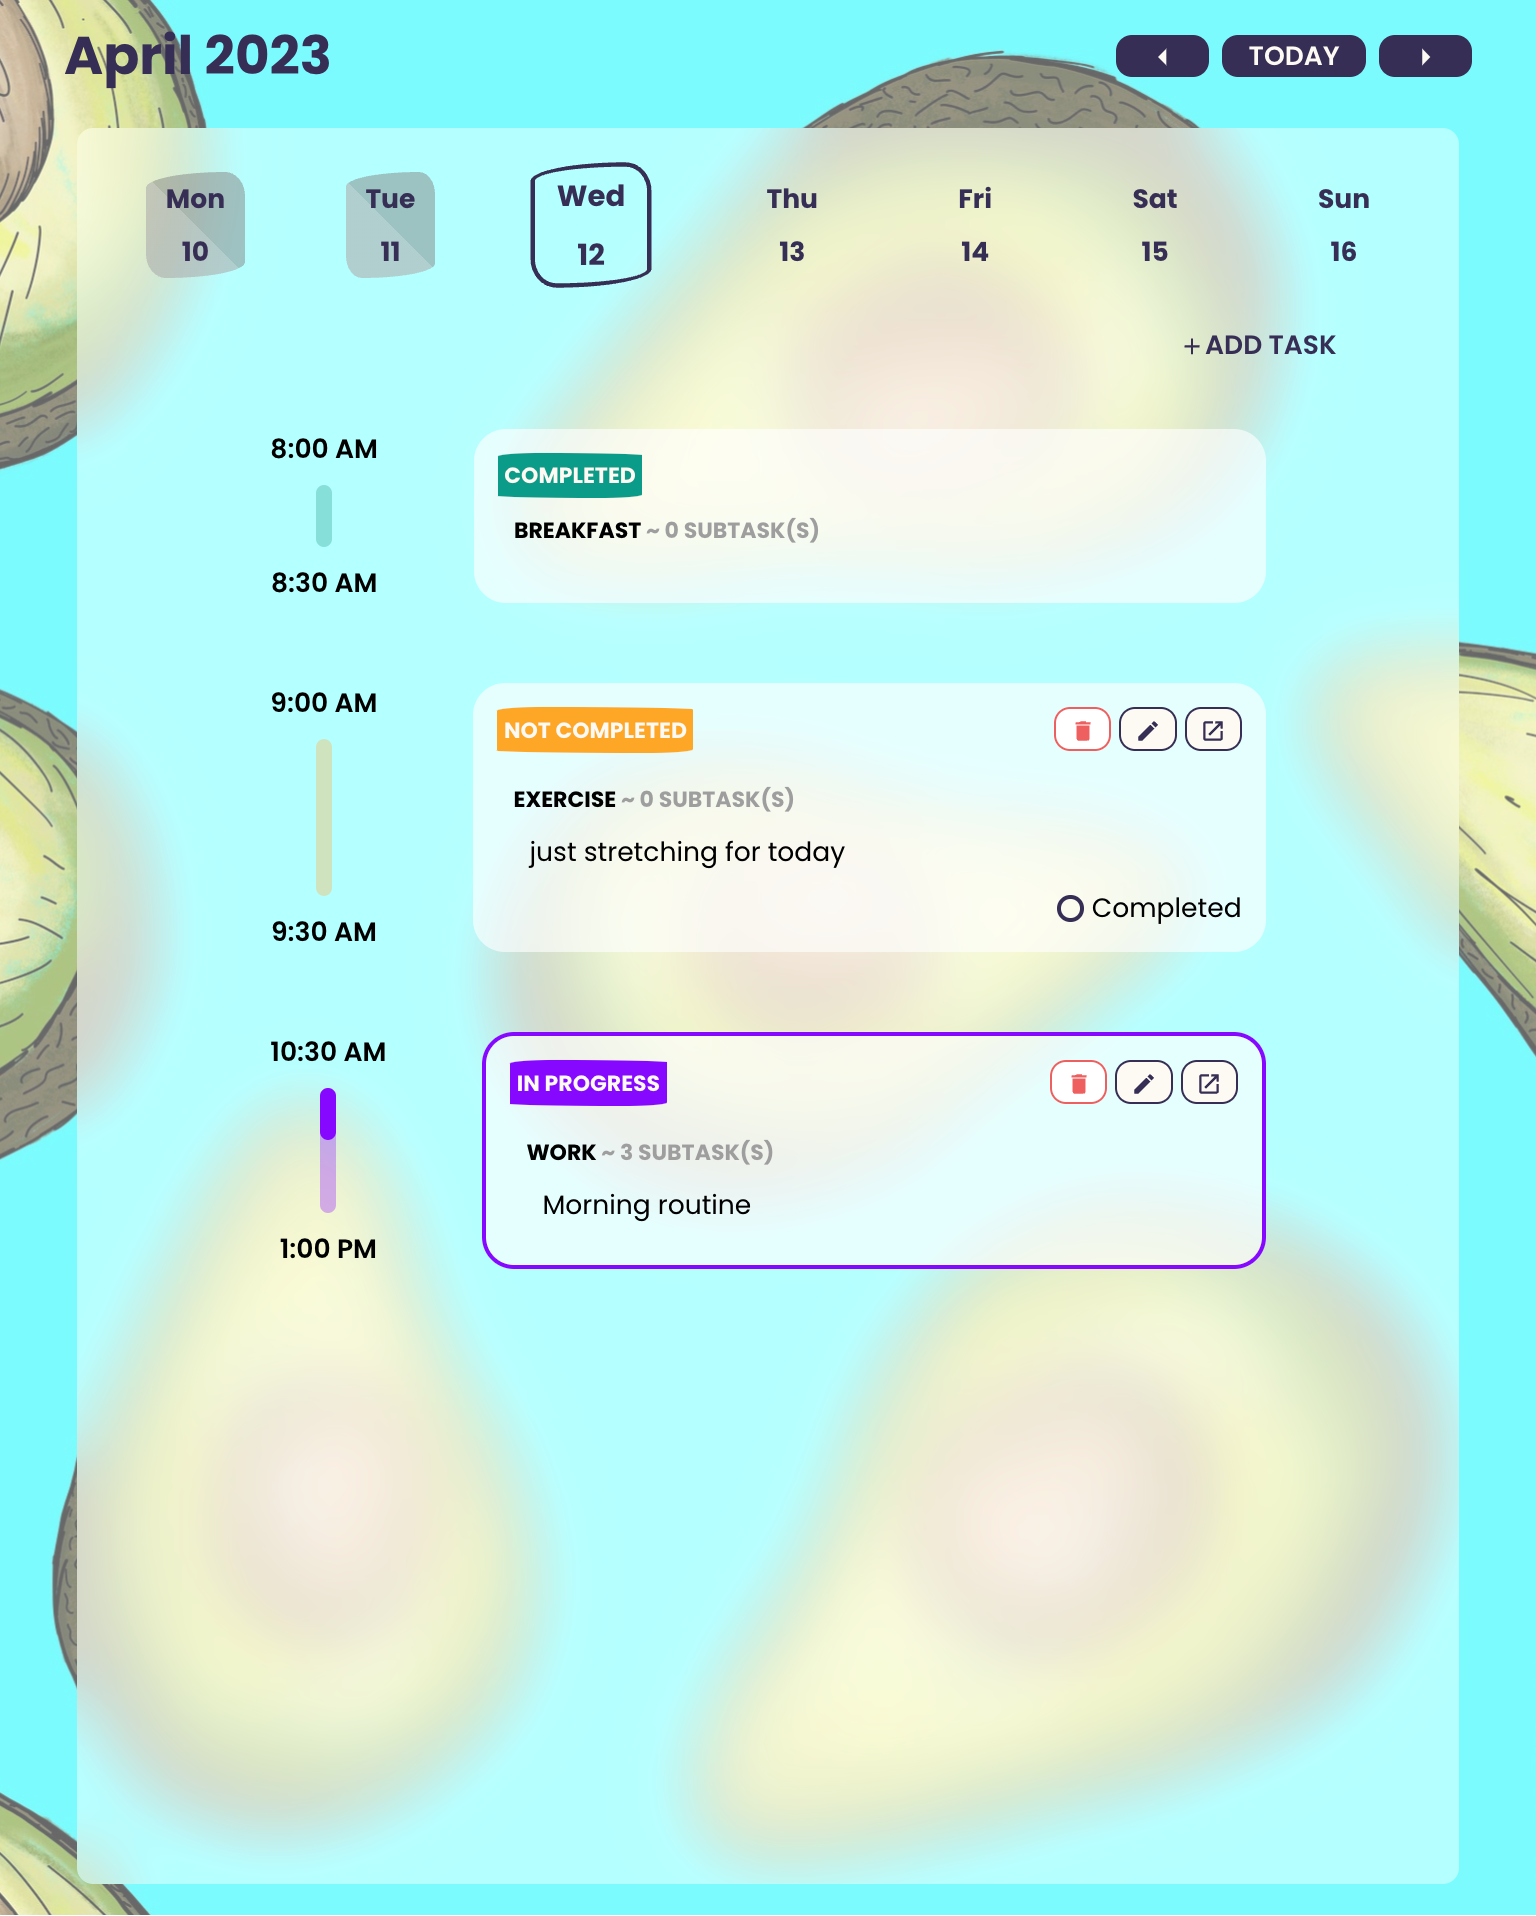 April 2023
TODAY
Mon Tue Wed Thu Fri Sat Sun
10 11 12 13 14 15 16
+ ADD TASK
8:00 AM
COMPLETED
BREAKFAST ~ 0 SUBTASK(S)
8:30 AM
9:00 AM
NOT COMPLETED
EXERCISE ~ 0 SUBTASK(S)
just stretching for today
Completed
9:30 AM
10:30 AM
IN PROGRESS
WORK ~ 3 SUBTASK(S)
Morning routine
1:00 PM